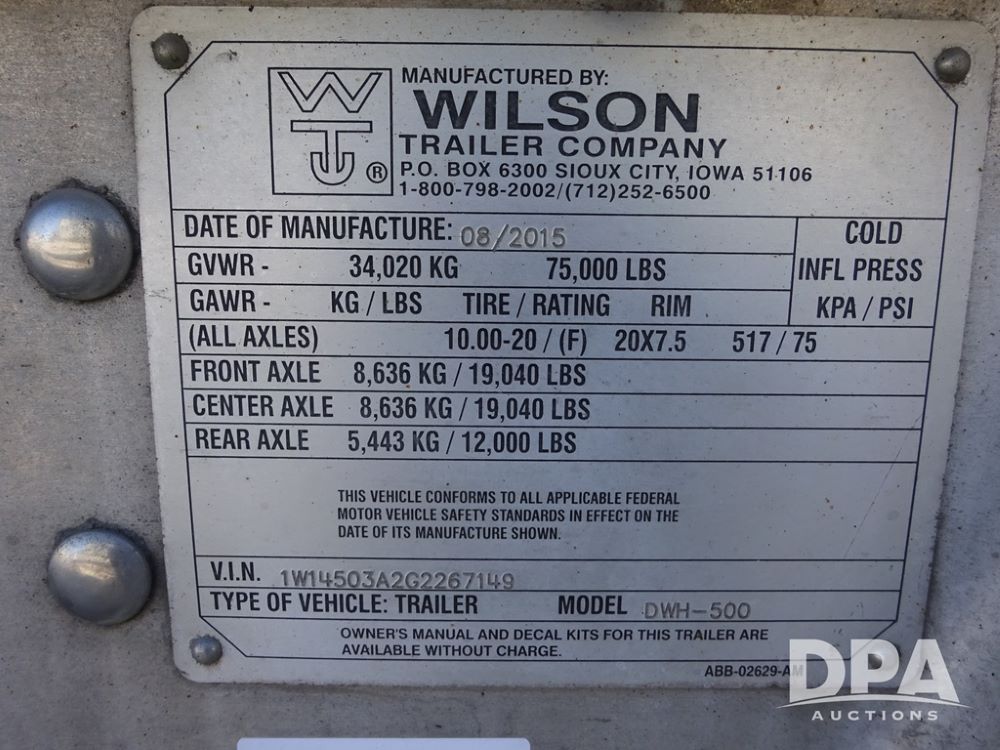 MANUFACTURED BY:
WILSON
TRAILER COMPANY
P.O. BOX 6300 SIOUX CITY, IOWA 51106
1-800-798-2002/(712)252-6500
WT ®
DATE OF MANUFACTURE: 08/2015
GVWR - 34,020 KG 75,000 LBS
COLD
INFL PRESS
KPA / PSI
GAWR - KG / LBS TIRE / RATING RIM
(ALL AXLES) 10.00-20 / (F) 20X7.5 517 / 75
FRONT AXLE 8,636 KG / 19,040 LBS
CENTER AXLE 8,636 KG / 19,040 LBS
REAR AXLE 5,443 KG / 12,000 LBS
THIS VEHICLE CONFORMS TO ALL APPLICABLE FEDERAL
MOTOR VEHICLE SAFETY STANDARDS IN EFFECT ON THE
DATE OF ITS MANUFACTURE SHOWN.
V.I.N. 1W14503A2G2267149
TYPE OF VEHICLE: TRAILER MODEL DWH-500
OWNER'S MANUAL AND DECAL KITS FOR THIS TRAILER ARE
AVAILABLE WITHOUT CHARGE.
ABB-02629-AM
DPA
AUCTIONS